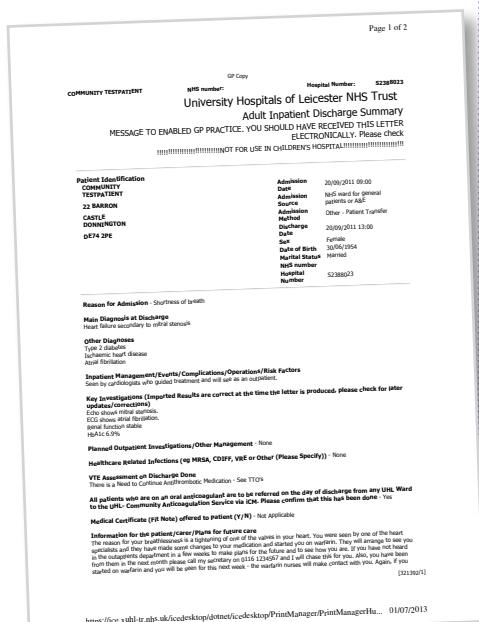 Page 1 of 2
GP Copy
COMMUNITY TESTPATIENT NHS number: Hospital Number: S2388023
University Hospitals of Leicester NHS Trust
Adult Inpatient Discharge Summary
MESSAGE TO ENABLED GP PRACTICE. YOU SHOULD HAVE RECEIVED THIS LETTER
ELECTRONICALLY. Please check
!!!!!!!!!!!!!!!!!!!!!!!!!!!!NOT FOR USE IN CHILDREN'S HOSPITAL!!!!!!!!!!!!!!!!!!!!!!!!!!!
Patient Identification
COMMUNITY
TESTPATIENT
22 BARRON
CASTLE
DONNINGTON
DE74 2PE
Admission
Date 20/09/2011 09:00
Admission
Source NHS ward for general
patients or A&E
Admission
Method Other - Patient Transfer
Discharge
Date 20/09/2011 13:00
Sex Female
Date of Birth 30/06/1954
Marital Status Married
NHS number
Hospital
Number S2388023
Reason for Admission - Shortness of breath
Main Diagnosis at Discharge
Heart failure secondary to mitral stenosis
Other Diagnoses
Type 2 diabetes
Ischaemic heart disease
Atrial fibrillation
Inpatient Management/Events/Complications/Operations/Risk Factors
Seen by cardiologists who guided treatment and will see as an outpatient.
Key Investigations (Imported Results are correct at the time the letter is produced, please check for later
updates/corrections)
Echo shows mitral stenosis.
ECG shows atrial fibrillation.
Renal function stable
HbA1c 6.9%
Planned Outpatient Investigations/Other Management - None
Healthcare Related Infections (eg MRSA, CDIFF, VRE or Other (Please Specify)) - None
VTE Assessment on Discharge Done
There is a Need to Continue Antithrombotic Medication - See TTO's
All patients who are on an oral anticoagulant are to be referred on the day of discharge from any UHL Ward
to the UHL- Community Anticoagulation Service via ICM. Please confirm that this has been done - Yes
Medical Certificate (Fit Note) offered to patient (Y/N) - Not Applicable
Information for the patient/carer/Plans for future care
The reason for your breathlessness is a tightening of one of the valves in your heart. You were seen by one of the heart
specialists and they have made some changes to your medication and started you on warfarin. They will arrange to see you
in the outpatients department in a few weeks to make plans for the future and to see how you are. If you have not heard
from them in the next month please call my secretary on 0116 1234567 and I will chase this for you. Also, you have been
started on warfarin and you will be seen for this next week - the warfarin nurses will make contact with you. Again, if you
[321392/1]
https://ice.xuhl-tr.nhs.uk/icedesktop/dotnet/icedesktop/PrintManager/PrintManagerHu... 01/07/2013